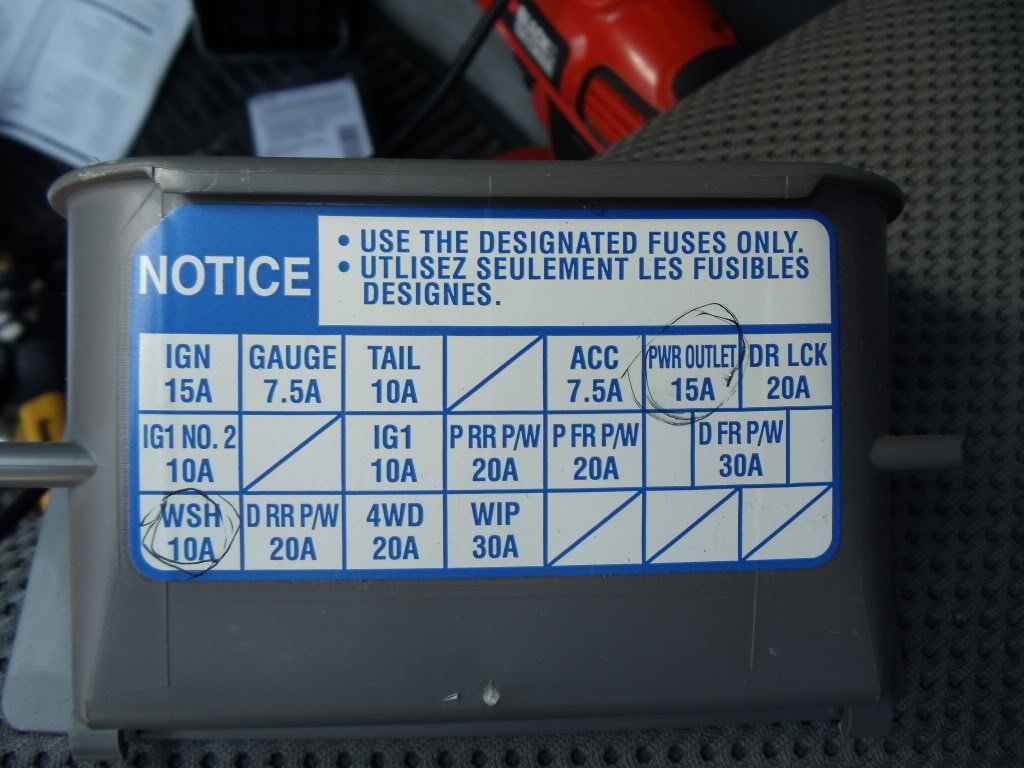 NOTICE
• USE THE DESIGNATED FUSES ONLY.
• UTLISEZ SEULEMENT LES FUSIBLES
DESIGNES.
IGN GAUGE TAIL ACC PWR OUTLET DR LCK
15A 7.5A 10A 7.5A 15A 20A
IG1 NO. 2 IG1 P RR P/W P FR P/W D FR P/W
10A 10A 20A 20A 30A
WSH D RR P/W 4WD WIP
10A 20A 20A 30A